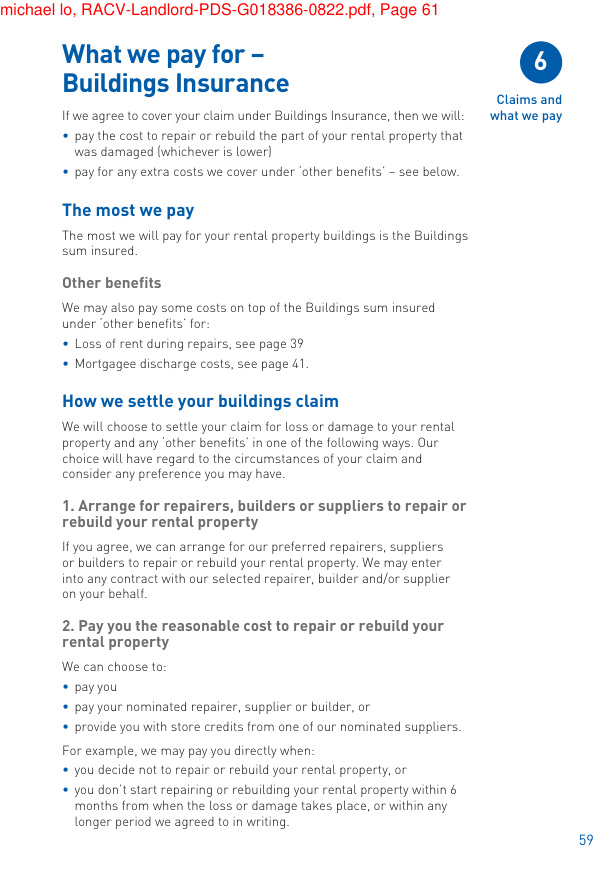 michael lo, RACV-Landlord-PDS-G018386-0822.pdf, Page 61
What we pay for –
Buildings Insurance
6
Claims and
what we pay
If we agree to cover your claim under Buildings Insurance, then we will:
• pay the cost to repair or rebuild the part of your rental property that
was damaged (whichever is lower)
• pay for any extra costs we cover under ‘other benefits’ – see below.
The most we pay
The most we will pay for your rental property buildings is the Buildings
sum insured.
Other benefits
We may also pay some costs on top of the Buildings sum insured
under ‘other benefits’ for:
• Loss of rent during repairs, see page 39
• Mortgagee discharge costs, see page 41.
How we settle your buildings claim
We will choose to settle your claim for loss or damage to your rental
property and any ‘other benefits’ in one of the following ways. Our
choice will have regard to the circumstances of your claim and
consider any preference you may have.
1. Arrange for repairers, builders or suppliers to repair or
rebuild your rental property
If you agree, we can arrange for our preferred repairers, suppliers
or builders to repair or rebuild your rental property. We may enter
into any contract with our selected repairer, builder and/or supplier
on your behalf.
2. Pay you the reasonable cost to repair or rebuild your
rental property
We can choose to:
• pay you
• pay your nominated repairer, supplier or builder, or
• provide you with store credits from one of our nominated suppliers.
For example, we may pay you directly when:
• you decide not to repair or rebuild your rental property, or
• you don’t start repairing or rebuilding your rental property within 6
months from when the loss or damage takes place, or within any
longer period we agreed to in writing.
59